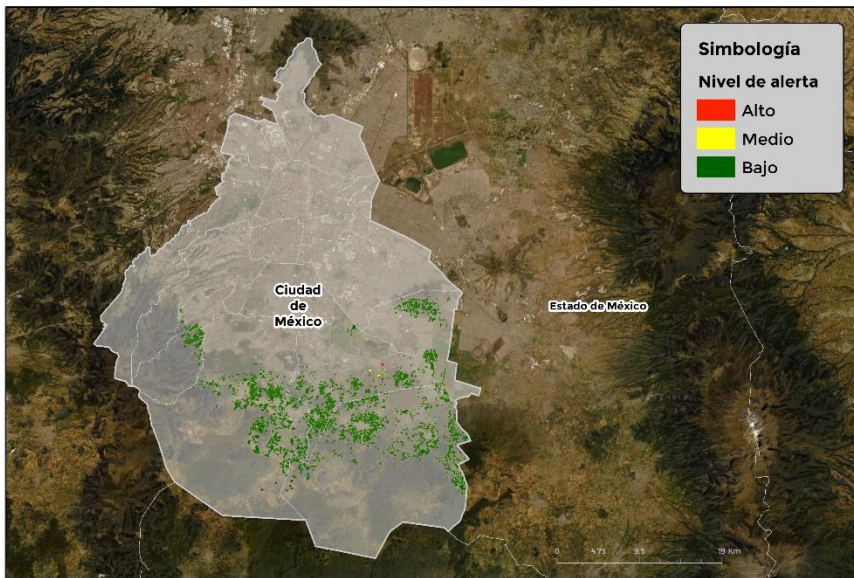 Simbología
Nivel de alerta
Alto
Medio
Bajo
Ciudad
de
México
Estado de México
0 4.75 9.5 19 Km